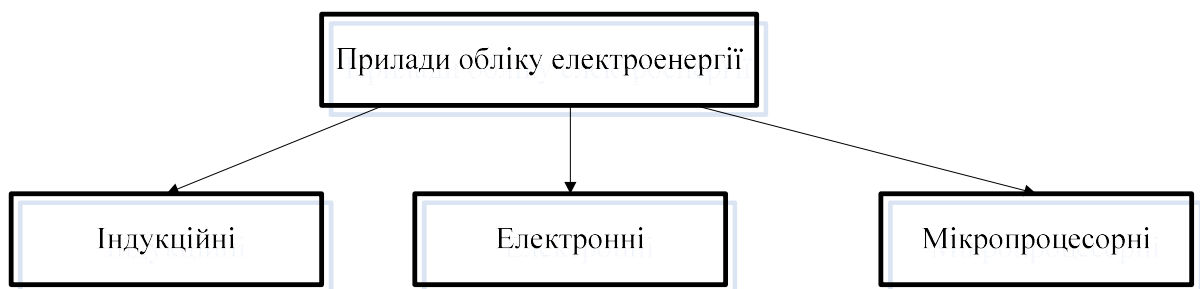 Прилади обліку електроенергії
Індукційні
Електронні
Мікропроцесорні